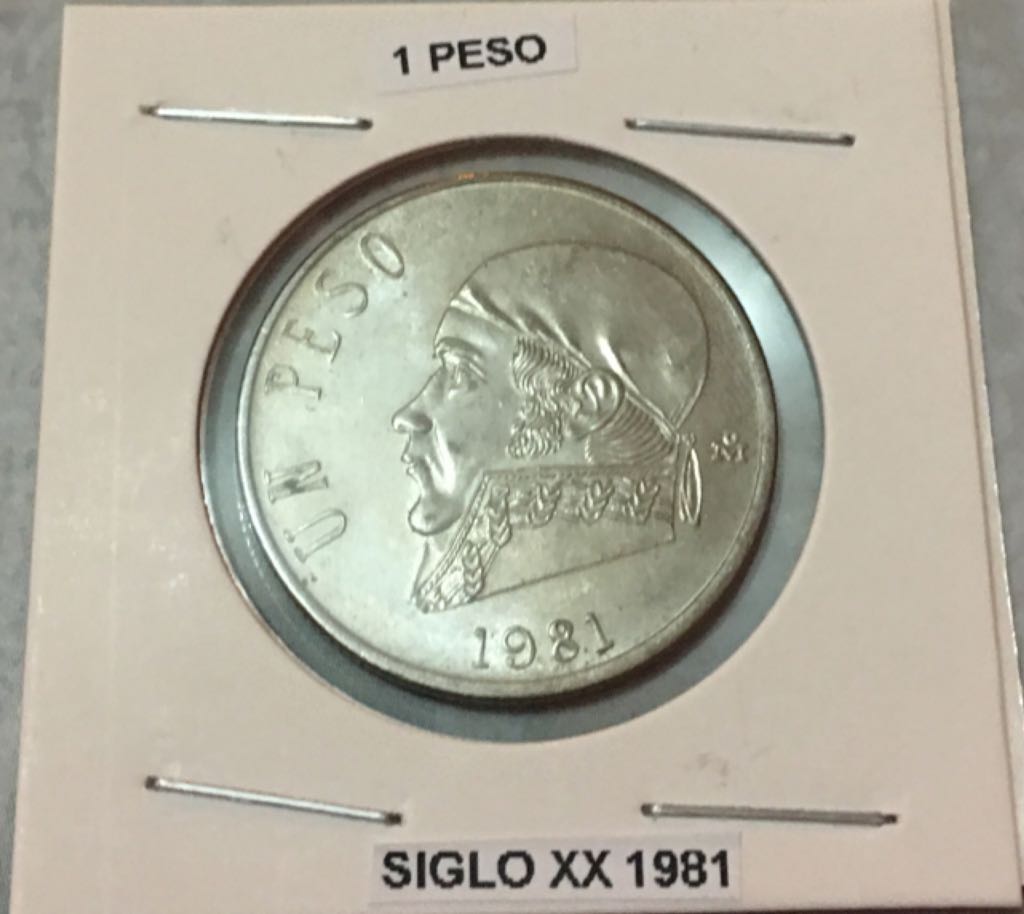 1 PESO
UN PESO
M
1981
SIGLO XX 1981